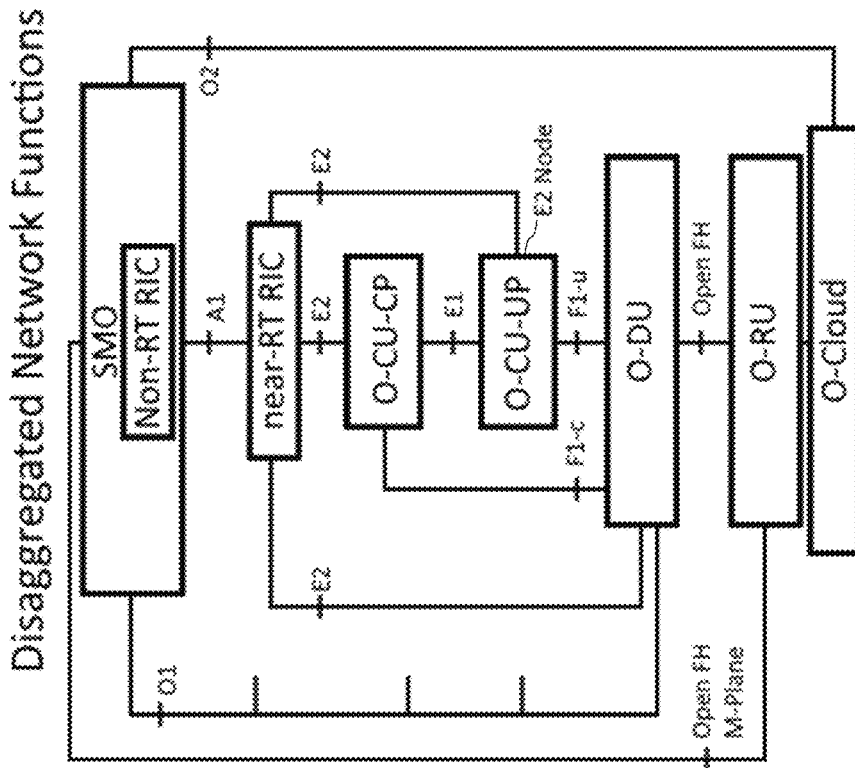 Disaggregated Network Functions
SMO
Non-RT RIC
O2
O1
A1
near-RT RIC
E2
E2
E2
O-CU-CP
E1
O-CU-UP
E2 Node
F1-c
F1-u
O-DU
Open FH
Open FH
M-Plane
O-RU
O-Cloud